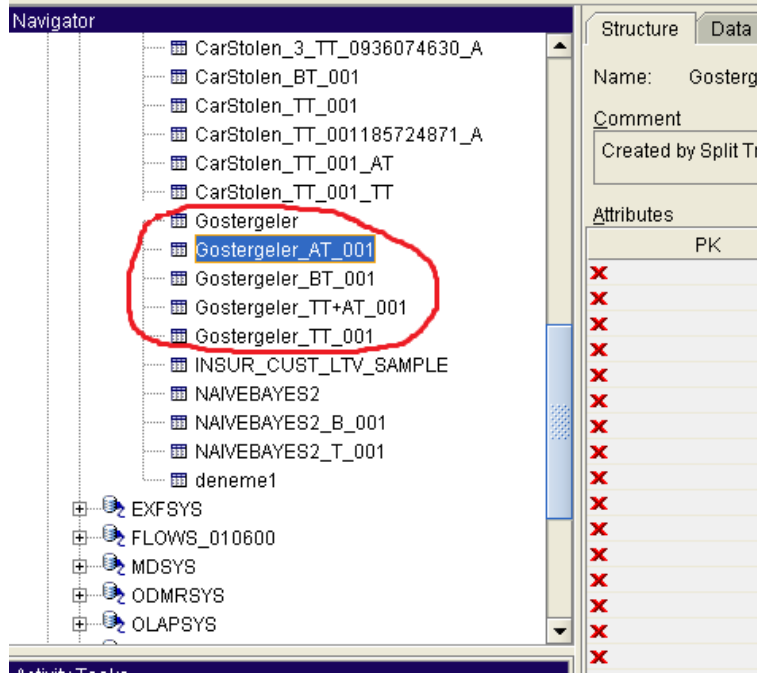 Navigator
CarStolen_3_TT_0936074630_A
CarStolen_BT_001
CarStolen_TT_001
CarStolen_TT_001185724871_A
CarStolen_TT_001_AT
CarStolen_TT_001_TT
Gostergeler
Gostergeler_AT_001
Gostergeler_BT_001
Gostergeler_TT+AT_001
Gostergeler_TT_001
INSUR_CUST_LTV_SAMPLE
NAIVEBAYES2
NAIVEBAYES2_B_001
NAIVEBAYES2_T_001
deneme1
EXFSYS
FLOWS_010600
MDSYS
ODMRSYS
OLAPSYS
Structure Data
Name: Gosterg
Comment
Created by Split Tr
Attributes
PK